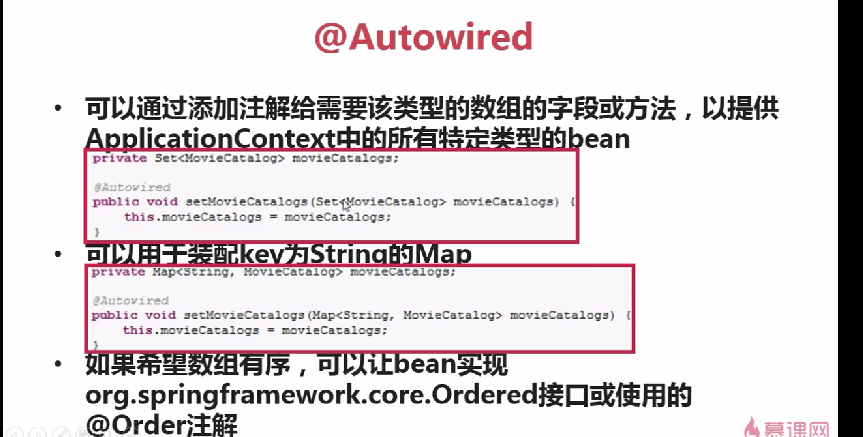 @Autowired
• 可以通过添加注解给需要该类型的数组的字段或方法，以提供
ApplicationContext中的所有特定类型的bean
private Set<MovieCatalog> movieCatalogs;
@Autowired
public void setMovieCatalogs(Set<MovieCatalog> movieCatalogs) {
this.movieCatalogs = movieCatalogs;
}
• 可以用于装配key为String的Map
private Map<String, MovieCatalog> movieCatalogs;
@Autowired
public void setMovieCatalogs(Map<String, MovieCatalog> movieCatalogs) {
this.movieCatalogs = movieCatalogs;
}
• 如果希望数组有序，可以让bean实现
org.springframework.core.Ordered接口或使用的
@Order注解
慕课网